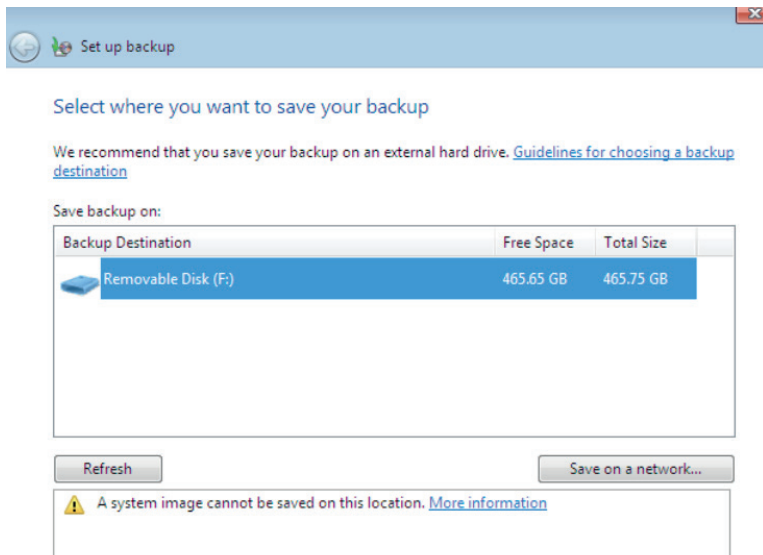 Set up backup
Select where you want to save your backup
We recommend that you save your backup on an external hard drive. Guidelines for choosing a backup
destination
Save backup on:
Backup Destination Free Space Total Size
Removable Disk (F:) 465.65 GB 465.75 GB
Refresh Save on a network...
A system image cannot be saved on this location. More information